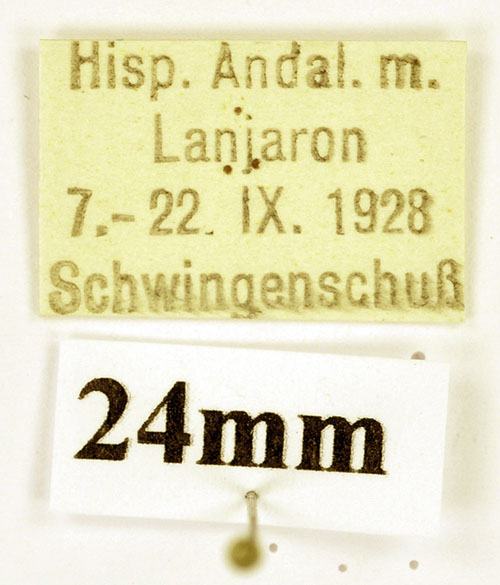 Hisp. Andal. m.
Lanjaron
7.-22. IX. 1928
Schwingenschuß
24mm